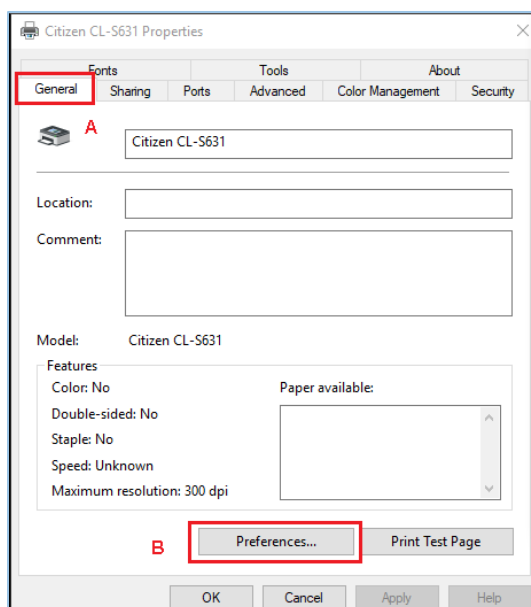 Citizen CL-S631 Properties
Fonts Tools About
General Sharing Ports Advanced Color Management Security
A
Citizen CL-S631
Location:
Comment:
Model: Citizen CL-S631
Features
Color: No Paper available:
Double-sided: No
Staple: No
Speed: Unknown
Maximum resolution: 300 dpi
B Preferences... Print Test Page
OK Cancel Apply Help